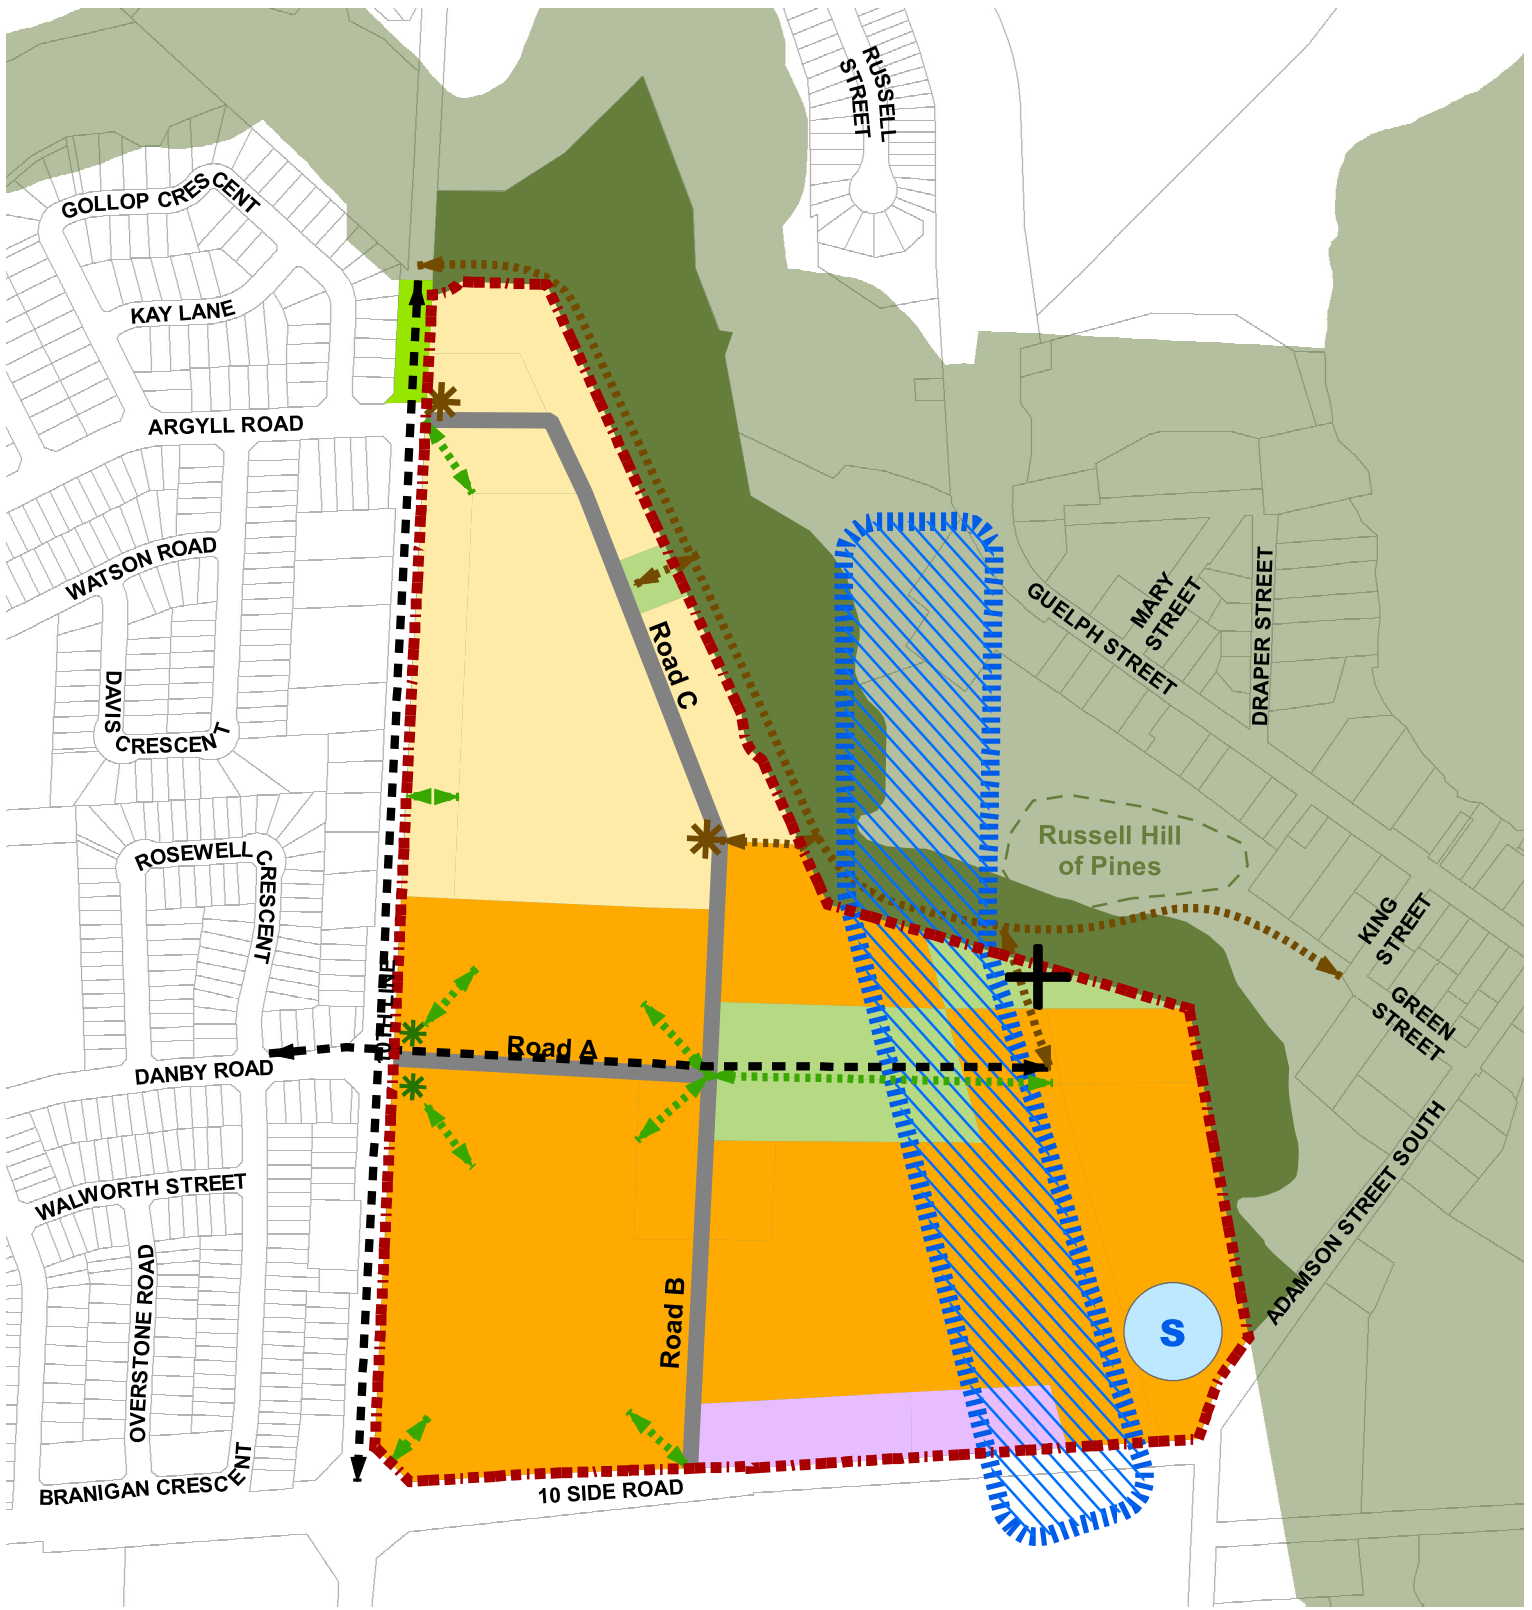 RUSSELL
STREET
GOLLOP CRESCENT
KAY LANE
ARGYLL ROAD
WATSON ROAD
DAVIS
CRESCENT
ROSEWELL
CRESCENT
Road C
GUELPH STREET
MARY
STREET
DRAPER STREET
Russell Hill
of Pines
KING
STREET
GREEN
STREET
10TH LINE
Road A
DANBY ROAD
WALWORTH STREET
OVERSTONE ROAD
BRANIGAN CRESCENT
Road B
S
ADAMSON STREET SOUTH
10 SIDE ROAD